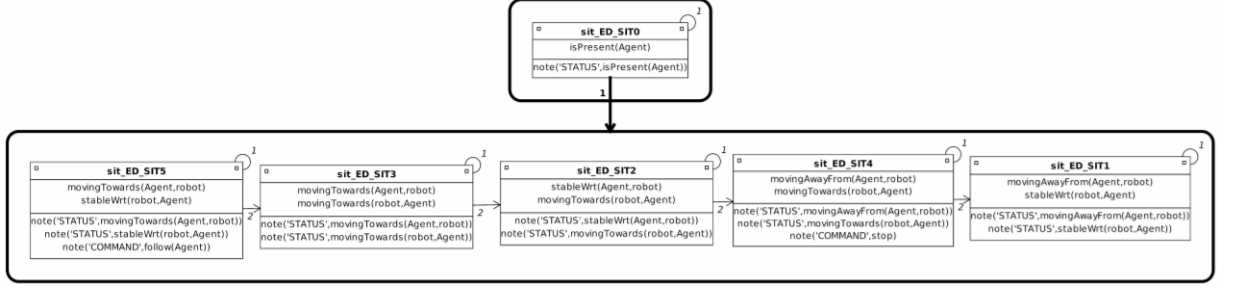 1
sit_ED_SIT0
isPresent(Agent)
note('STATUS',isPresent(Agent))
1
1
sit_ED_SIT5
movingTowards(Agent,robot)
stableWrt(robot,Agent)
note('STATUS',movingTowards(Agent,robot))
note('STATUS',stableWrt(robot,Agent))
note('COMMAND',follow(Agent))
2
1
sit_ED_SIT3
movingTowards(Agent,robot)
movingTowards(robot,Agent)
note('STATUS',movingTowards(Agent,robot))
note('STATUS',movingTowards(robot,Agent))
2
1
sit_ED_SIT2
stableWrt(Agent,robot)
movingTowards(robot,Agent)
note('STATUS',stableWrt(Agent,robot))
note('STATUS',movingTowards(robot,Agent))
2
1
sit_ED_SIT4
movingAwayFrom(Agent,robot)
movingTowards(robot,Agent)
note('STATUS',movingAwayFrom(Agent,robot))
note('STATUS',movingTowards(robot,Agent))
note('COMMAND',stop)
2
1
sit_ED_SIT1
movingAwayFrom(Agent,robot)
stableWrt(robot,Agent)
note('STATUS',movingAwayFrom(Agent,robot))
note('STATUS',stableWrt(robot,Agent))